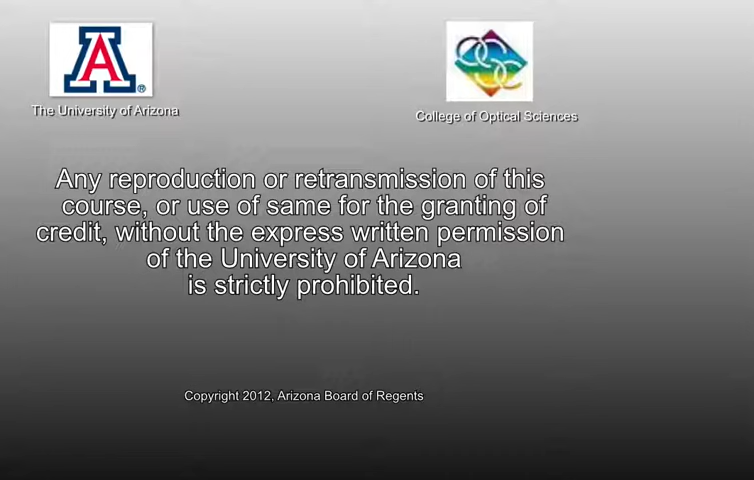 A
The University of Arizona
OSC
College of Optical Sciences
Any reproduction or retransmission of this
course, or use of same for the granting of
credit, without the express written permission
of the University of Arizona
is strictly prohibited.
Copyright 2012, Arizona Board of Regents